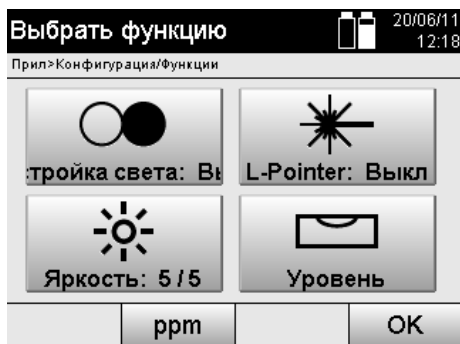 Выбрать функцию
20/06/11
12:18
Прил>Конфигурация/Функции
тройка света: Вы
L-Pointer: Выкл
Яркость: 5/5
Уровень
ppm
OK